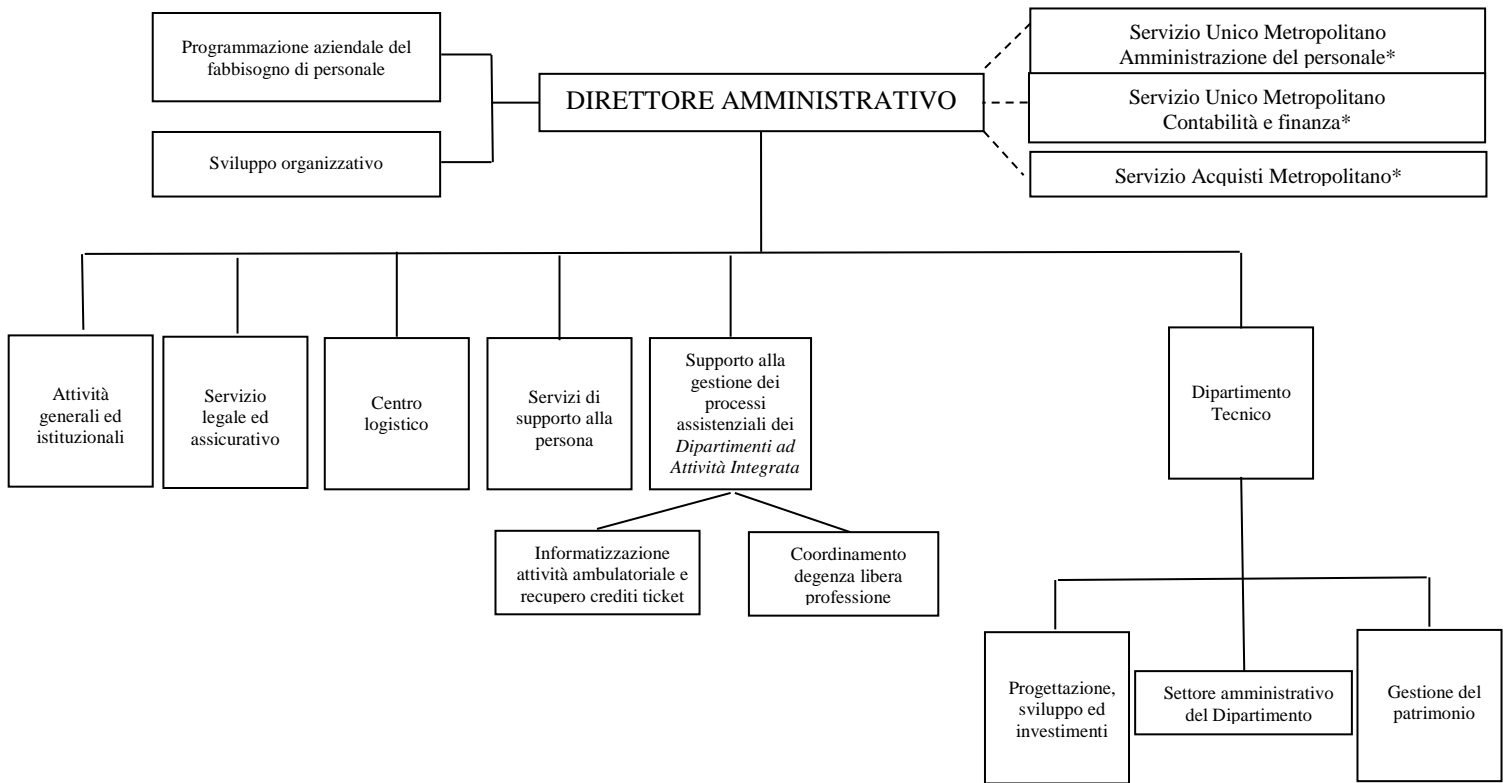 Programmazione aziendale del
fabbisogno di personale
Sviluppo organizzativo
DIRETTORE AMMINISTRATIVO
Servizio Unico Metropolitano
Amministrazione del personale*
Servizio Unico Metropolitano
Contabilità e finanza*
Servizio Acquisti Metropolitano*
Attività
generali ed
istituzionali
Servizio
legale ed
assicurativo
Centro
logistico
Servizi di
supporto alla
persona
Supporto alla
gestione dei
processi
assistenziali dei
Dipartimenti ad
Attività Integrata
Dipartimento
Tecnico
Informatizzazione
attività ambulatoriale e
recupero crediti ticket
Coordinamento
degenza libera
professione
Progettazione,
sviluppo ed
investimenti
Settore amministrativo
del Dipartimento
Gestione del
patrimonio